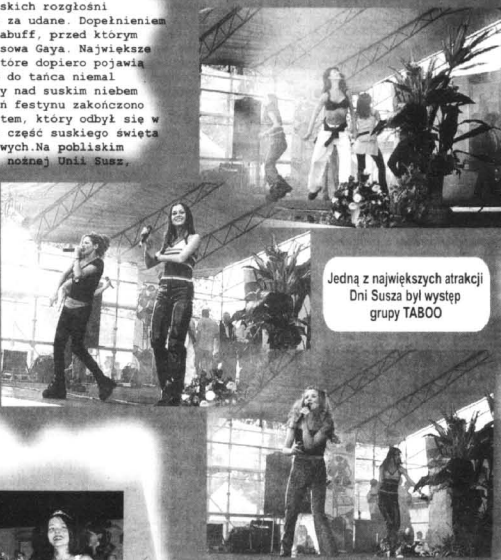 skich rozgłośni
za udane. Dopełnieniem
abuff, przed którym
sowa Gaya. Największe
tóre dopiero pojawią
do tańca niemal
y nad suskim niebem
ń festynu zakończono
tem, który odbył się w
część suskiego święta
wych.Na pobliskim
nożnej Unii Susz,
Jedną z największych atrakcji
Dni Susza był występ
grupy TABOO